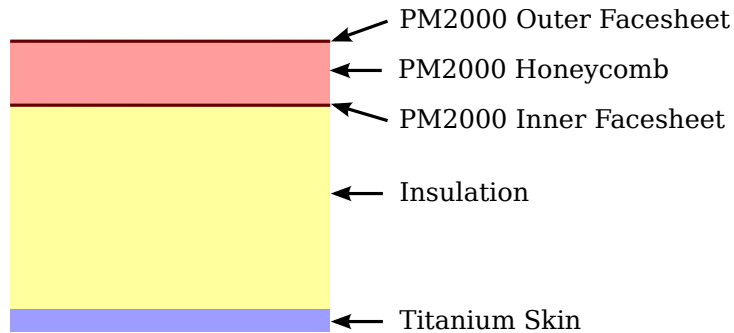 PM2000 Outer Facesheet
PM2000 Honeycomb
PM2000 Inner Facesheet
Insulation
Titanium Skin